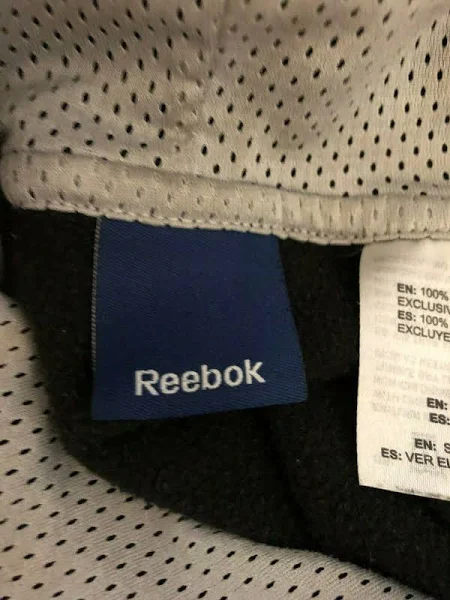 Reebok
EN: 100%
EXCLUSIV
ES: 100%
EXCLUYE
EN:
ES:
EN: S
ES: VER EL